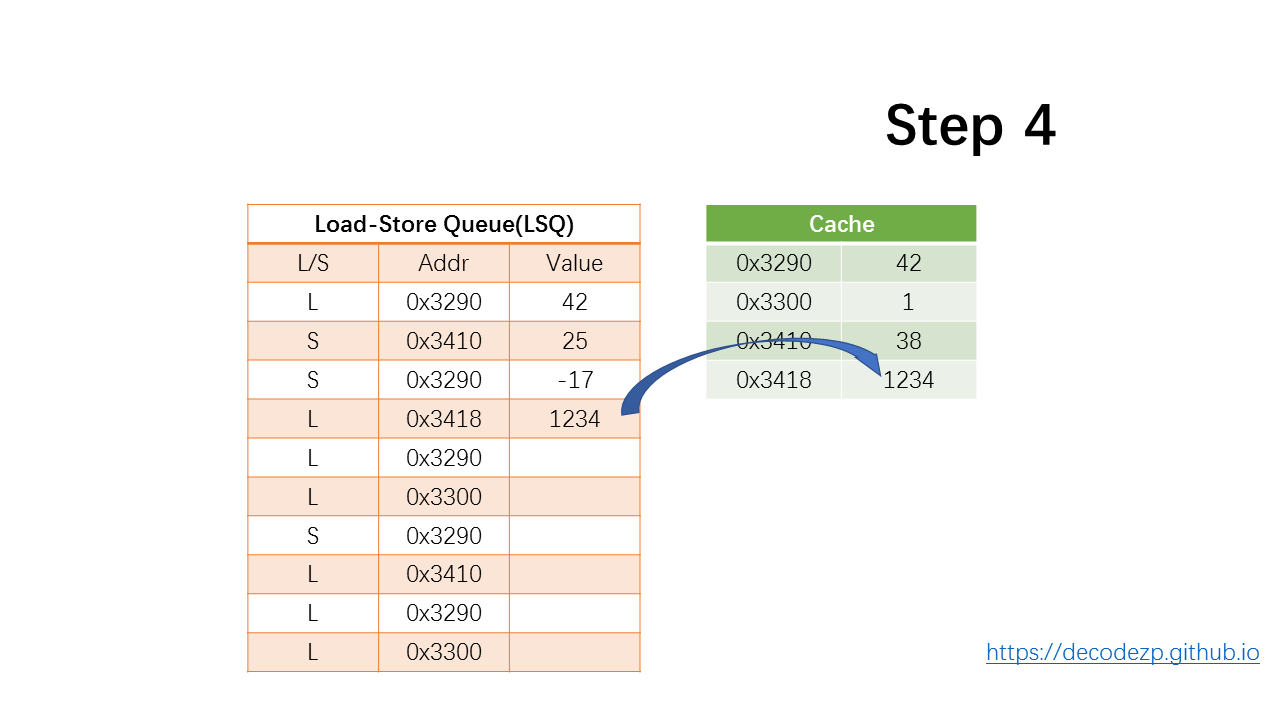 Step 4
Load-Store Queue(LSQ)
L/S Addr Value
L 0x3290 42
S 0x3410 25
S 0x3290 -17
L 0x3418 1234
L 0x3290
L 0x3300
S 0x3290
L 0x3410
L 0x3290
L 0x3300
Cache
0x3290 42
0x3300 1
0x3410 38
0x3418 1234
https://decodezp.github.io